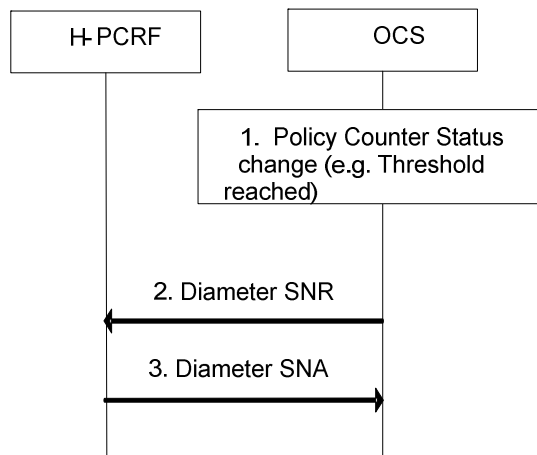 H-PCRF
OCS
1. Policy Counter Status
change (e.g. Threshold
reached)
2. Diameter SNR
3. Diameter SNA